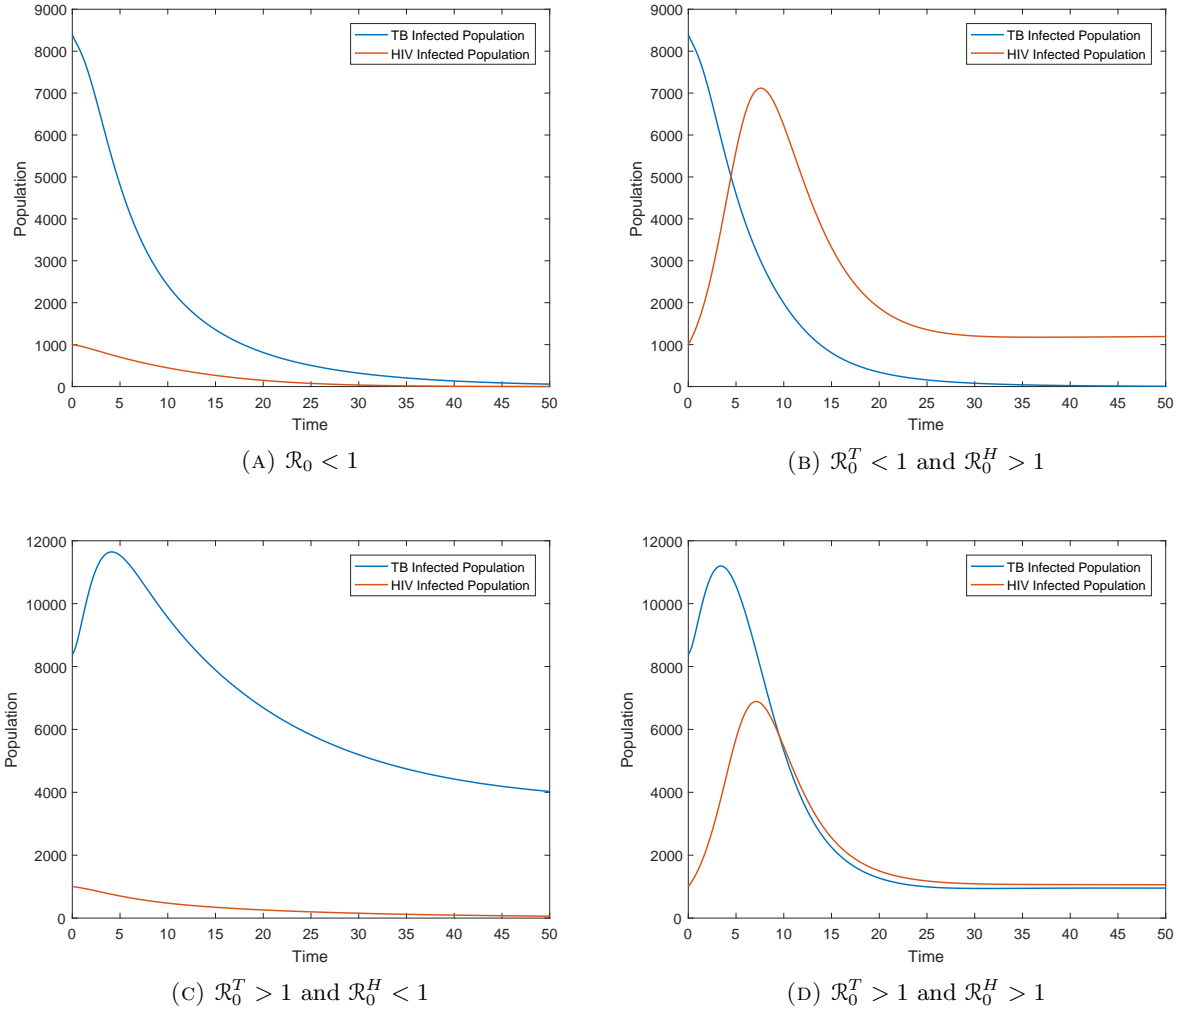 9000
8000
7000
6000
5000
4000
3000
2000
1000
0
Population
TB Infected Population
HIV Infected Population
0 5 10 15 20 25 30 35 40 45 50
Time
(A) ℛ₀ < 1
9000
8000
7000
6000
5000
4000
3000
2000
1000
0
Population
TB Infected Population
HIV Infected Population
0 5 10 15 20 25 30 35 40 45 50
Time
(B) ℛ₀ᵀ < 1 and ℛ₀ᴴ > 1
12000
10000
8000
6000
4000
2000
0
Population
TB Infected Population
HIV Infected Population
0 5 10 15 20 25 30 35 40 45 50
Time
(C) ℛ₀ᵀ > 1 and ℛ₀ᴴ < 1
12000
10000
8000
6000
4000
2000
0
Population
TB Infected Population
HIV Infected Population
0 5 10 15 20 25 30 35 40 45 50
Time
(D) ℛ₀ᵀ > 1 and ℛ₀ᴴ > 1